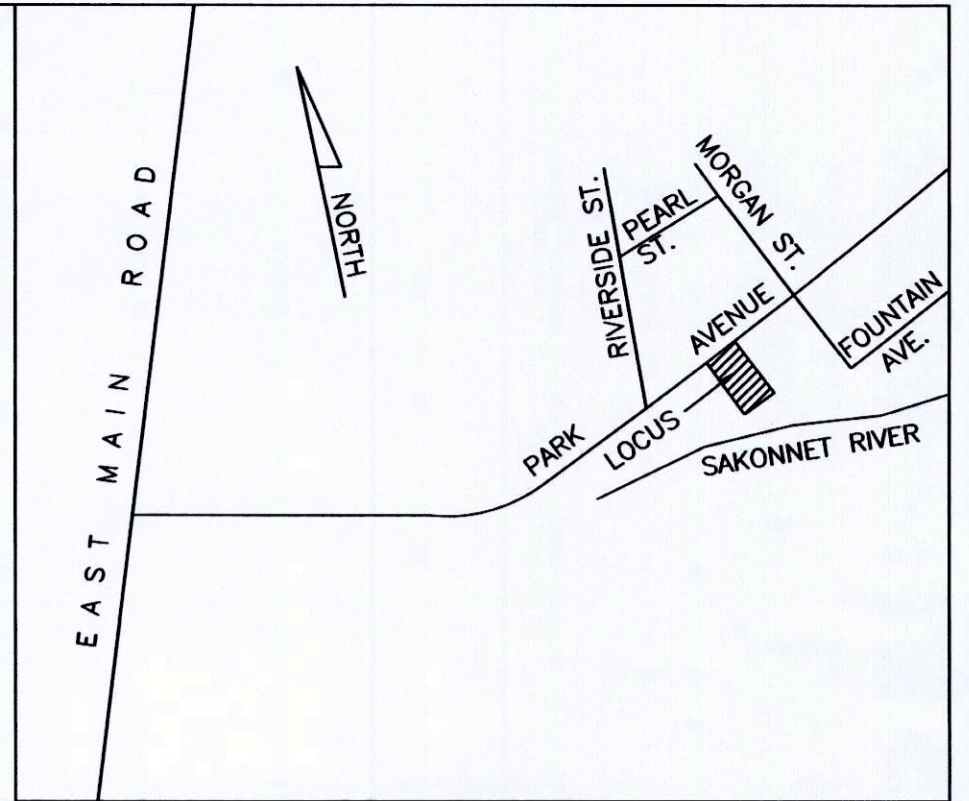 EAST MAIN ROAD
NORTH
RIVERSIDE ST.
PEARL
ST.
MORGAN ST.
PARK AVENUE
FOUNTAIN
AVE.
LOCUS
SAKONNET RIVER